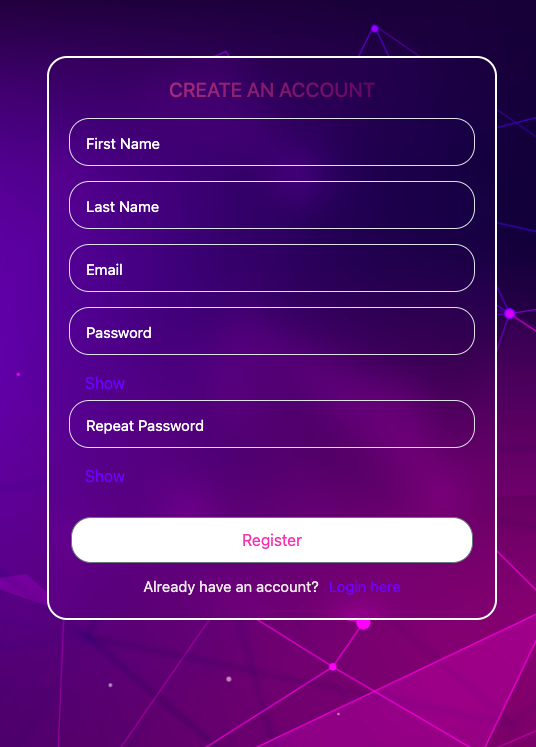 CREATE AN ACCOUNT
First Name
Last Name
Email
Password
Show
Repeat Password
Show
Register
Already have an account? Login here